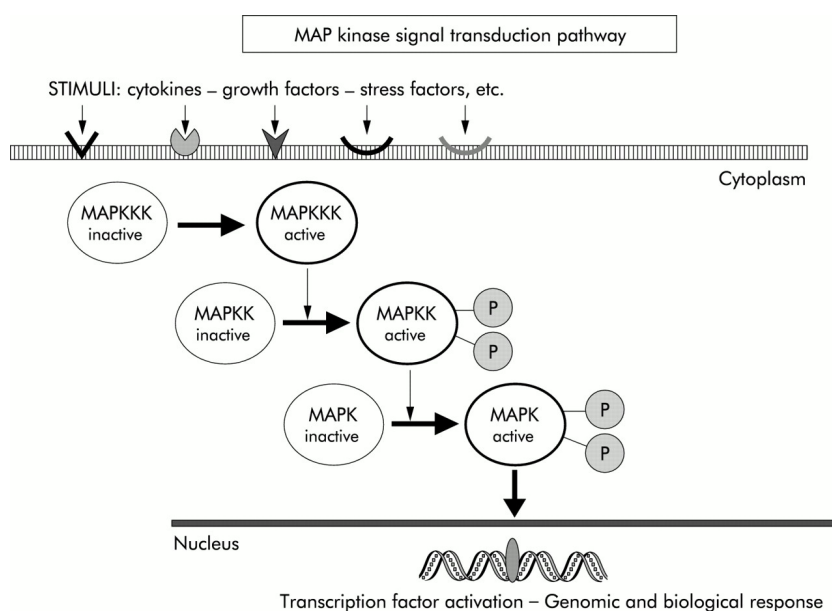 MAP kinase signal transduction pathway
STIMULI: cytokines – growth factors – stress factors, etc.
Cytoplasm
MAPKKK
inactive
MAPKKK
active
MAPKK
inactive
MAPKK
active
P
P
MAPK
inactive
MAPK
active
P
P
Nucleus
Transcription factor activation – Genomic and biological response